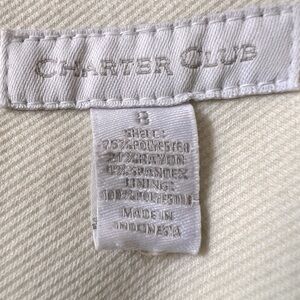 CHARTER CLUB
8
SHELL:
75%POLYESTER
21%RAYON
4%SPANDEX
LINING:
100%POLYESTER
MADE IN
INDONESIA